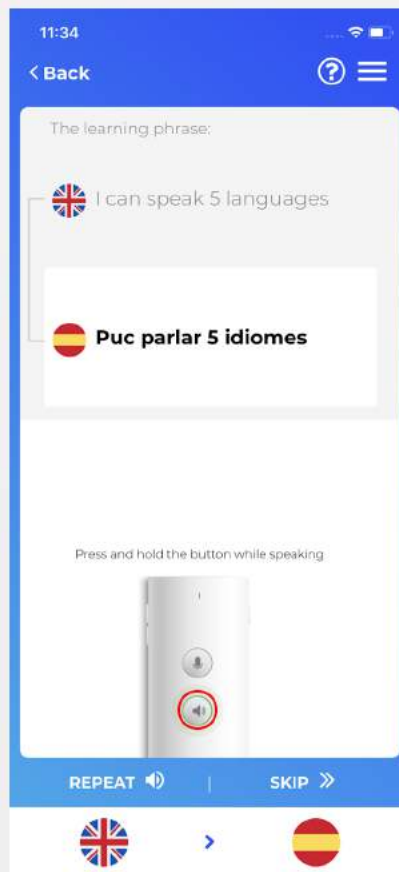 11:34
Back
The learning phrase:
I can speak 5 languages
Puc parlar 5 idiomes
Press and hold the button while speaking
REPEAT | SKIP